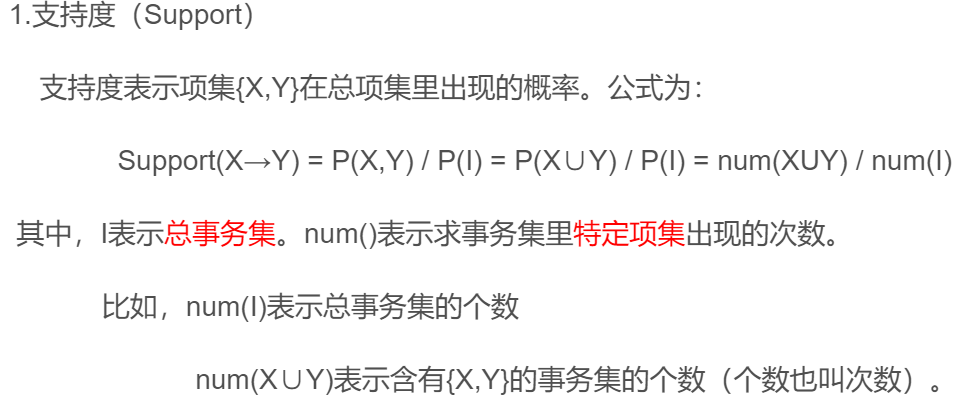 1.支持度（Support）
支持度表示项集{X,Y}在总项集里出现的概率。公式为：
Support(X→Y) = P(X,Y) / P(I) = P(X∪Y) / P(I) = num(XUY) / num(I)
其中，I表示总事务集。num()表示求事务集里特定项集出现的次数。
比如，num(I)表示总事务集的个数
num(X∪Y)表示含有{X,Y}的事务集的个数（个数也叫次数）。